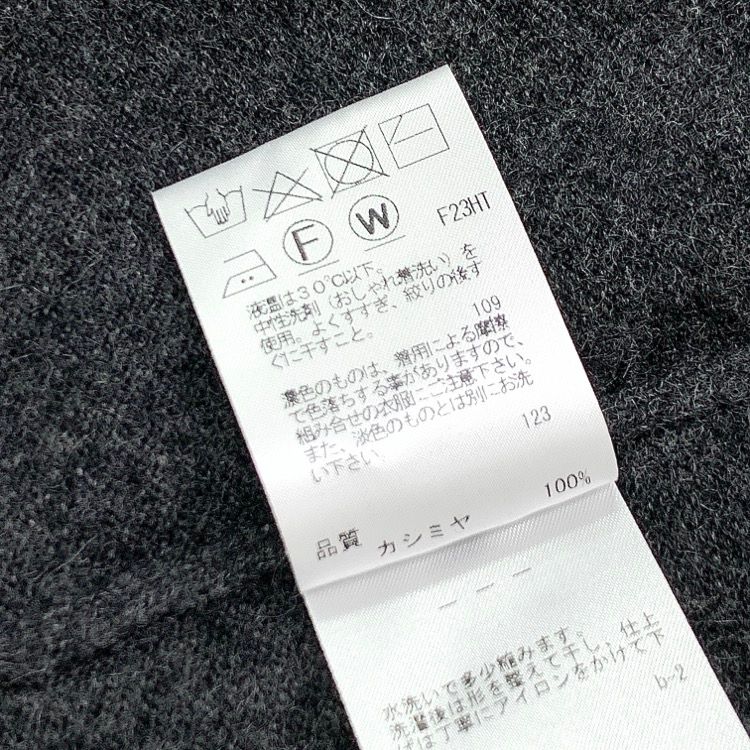 F W F23HT
液温は30℃以下。
中性洗剤（おしゃれ着洗い）を
使用。よくすすぎ、絞りの後す
ぐに干すこと。
109
濃色のものは、着用による摩擦
で色落ちする事がありますので、
組み合せの衣服にご注意下さい。
また、淡色のものとは別にお洗
い下さい。
123
品質 カシミヤ 100%
― ― ―
水洗いで多少縮みます。
洗濯後は形を整えて干し、仕上
げは丁寧にアイロンをかけて下
b-2